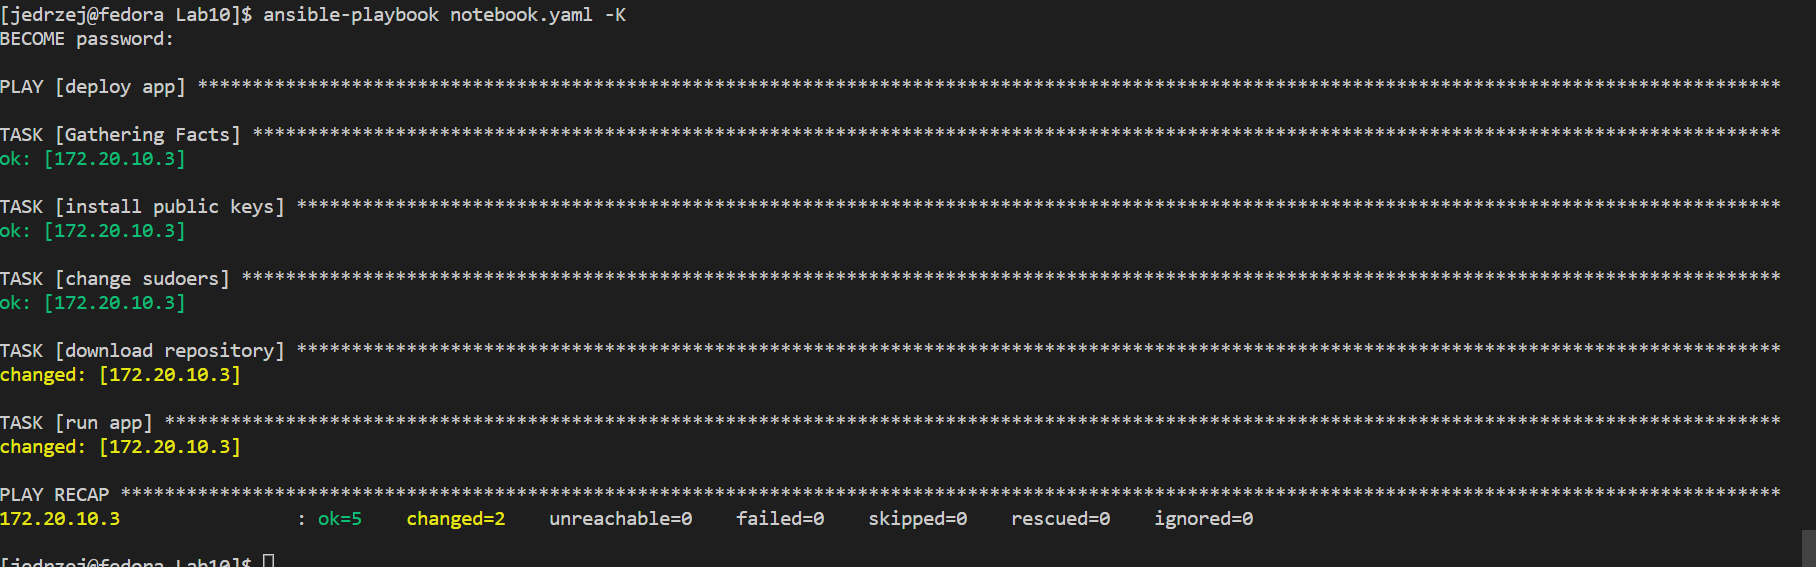 [jedrzej@fedora Lab10]$ ansible-playbook notebook.yaml -K
BECOME password:
PLAY [deploy app] ************************************************************************************************************************************************
TASK [Gathering Facts] *******************************************************************************************************************************************
ok: [172.20.10.3]
TASK [install public keys] ***************************************************************************************************************************************
ok: [172.20.10.3]
TASK [change sudoers] ********************************************************************************************************************************************
ok: [172.20.10.3]
TASK [download repository] ***************************************************************************************************************************************
changed: [172.20.10.3]
TASK [run app] ***************************************************************************************************************************************************
changed: [172.20.10.3]
PLAY RECAP *******************************************************************************************************************************************************
172.20.10.3                : ok=5    changed=2    unreachable=0    failed=0    skipped=0    rescued=0    ignored=0
[jedrzej@fedora Lab10]$